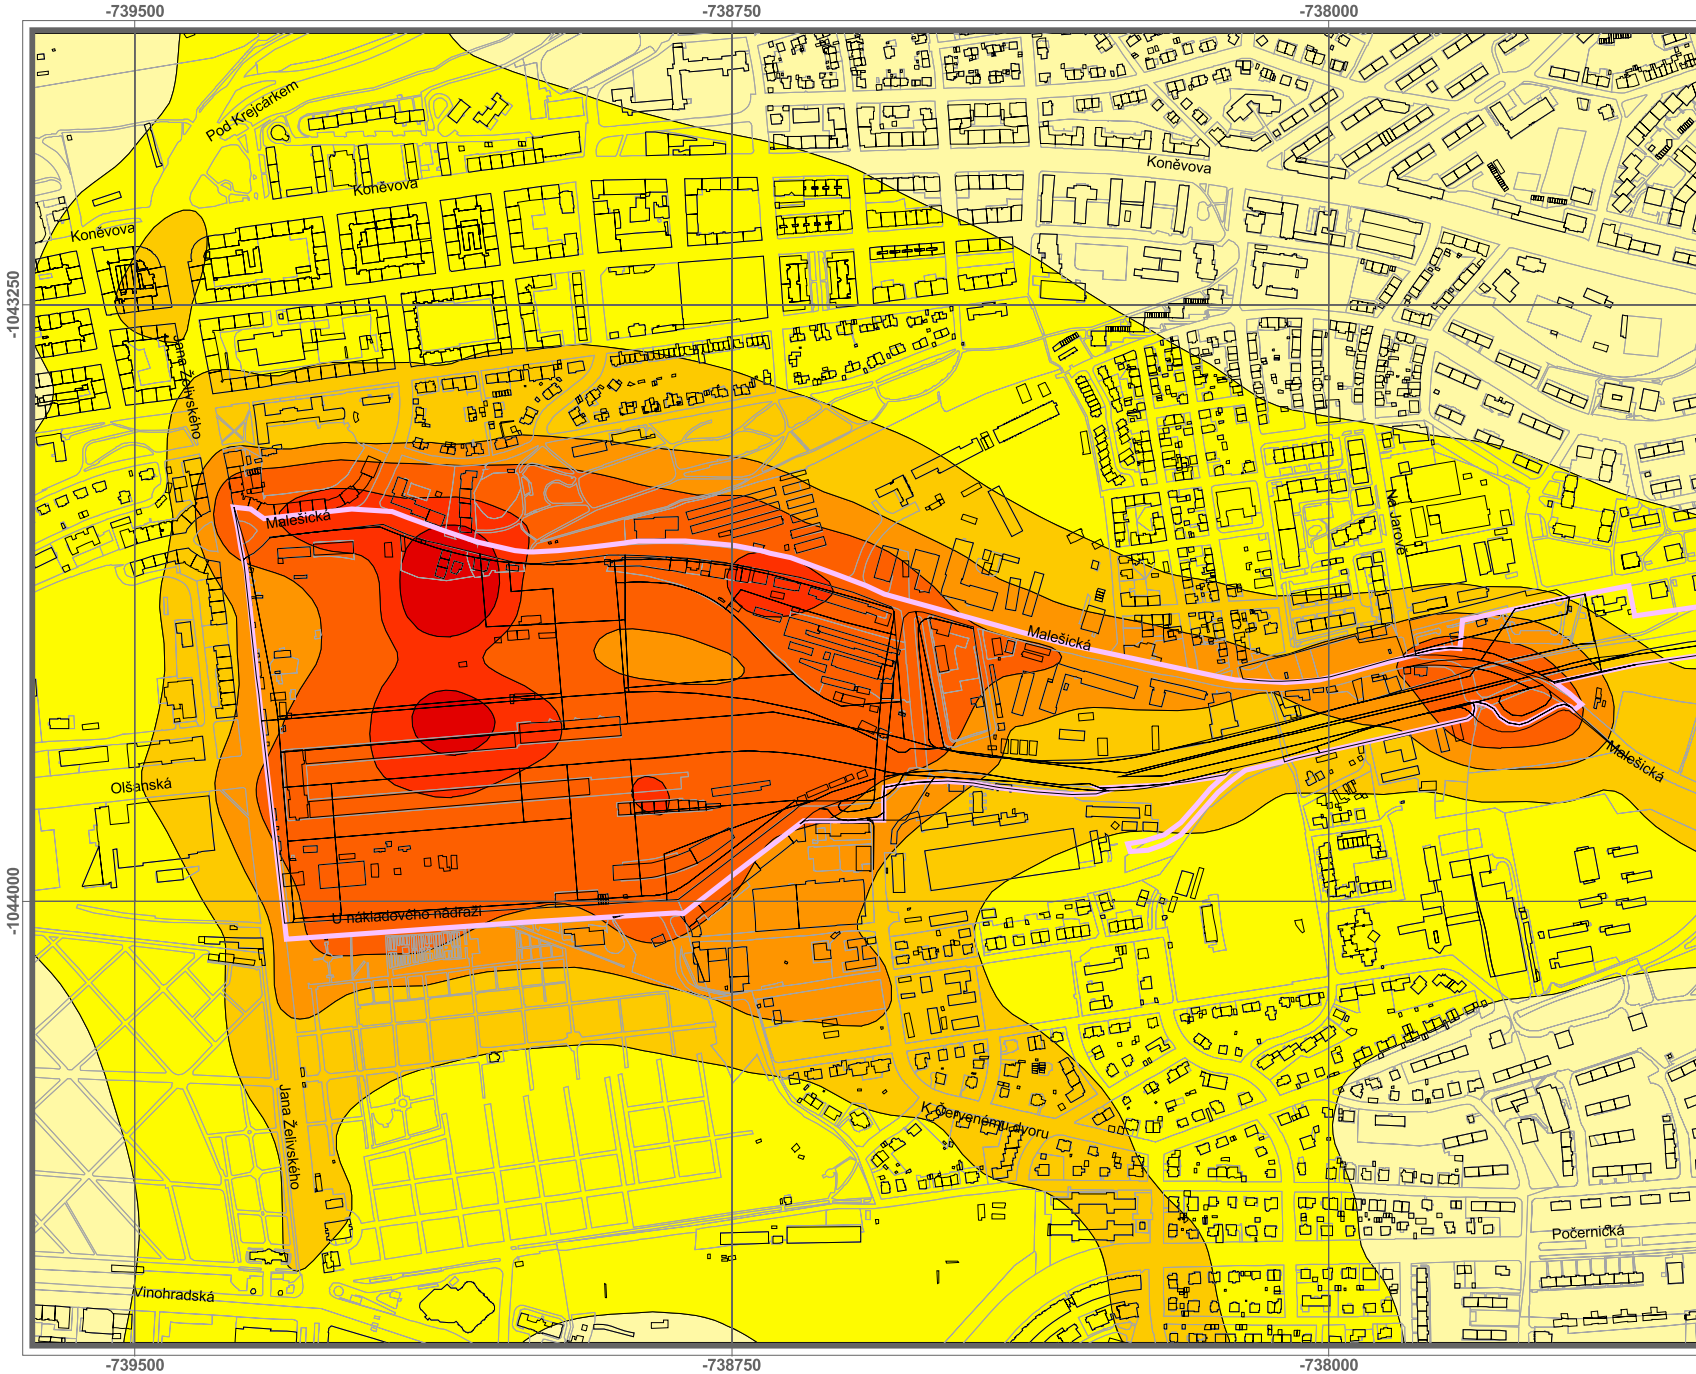 -739500
-738750
-738000
Pod Krejcárkem
Koněvova
Koněvova
Koněvova
-1043250
Jana Želivského
Malešická
Na Jarově
Malešická
Malešická
Olšanská
-1044000
U nákladového nádraží
K Červenému dvoru
Jana Želivského
Počernická
Vinohradská
-739500
-738750
-738000